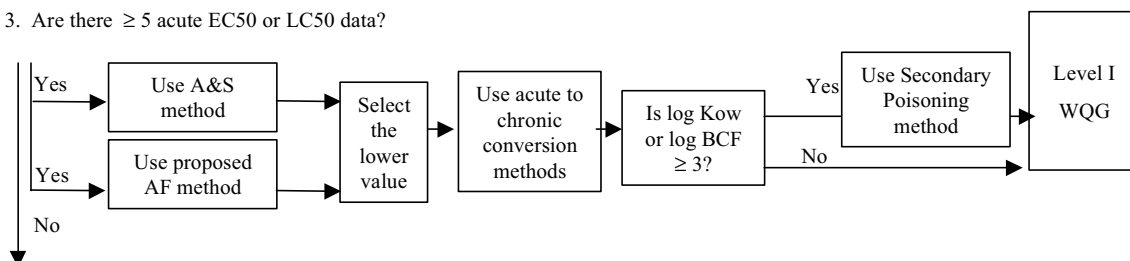 3. Are there ≥ 5 acute EC50 or LC50 data?
Yes
Use A&S
method
Yes
Use proposed
AF method
No
Select
the
lower
value
Use acute to
chronic
conversion
methods
Is log Kow
or log BCF
≥ 3?
Yes
Use Secondary
Poisoning
method
No
Level I
WQG